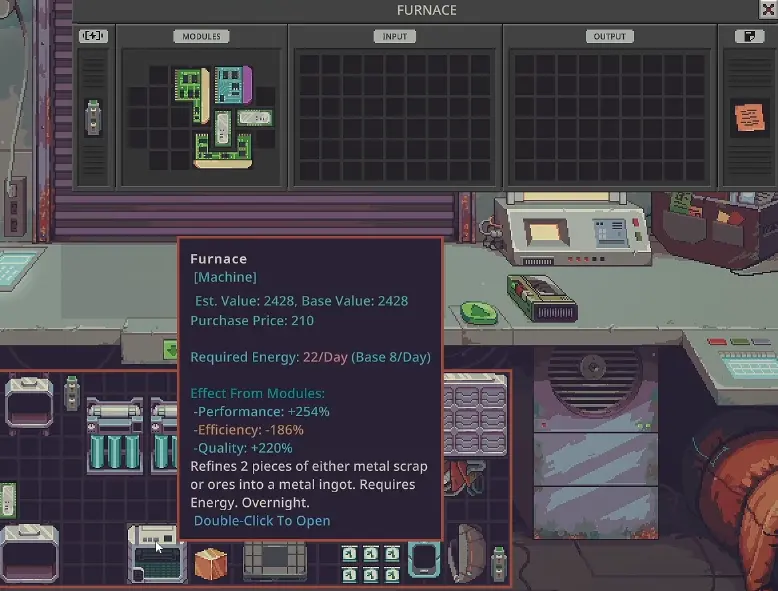 FURNACE
MODULES
INPUT
OUTPUT
Furnace
[Machine]
Est. Value: 2428, Base Value: 2428
Purchase Price: 210
Required Energy: 22/Day (Base 8/Day)
Effect From Modules:
-Performance: +254%
-Efficiency: -186%
-Quality: +220%
Refines 2 pieces of either metal scrap
or ores into a metal ingot. Requires
Energy. Overnight.
Double-Click To Open